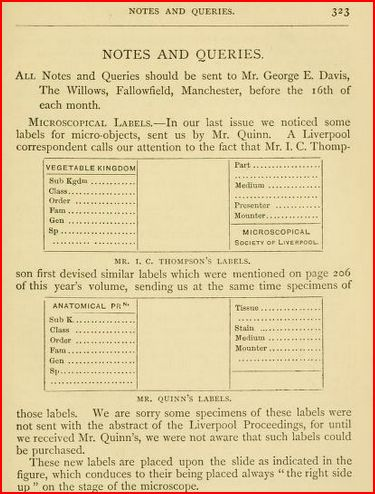 NOTES AND QUERIES. 323
NOTES AND QUERIES.
ALL Notes and Queries should be sent to Mr. George E. Davis,
The Willows, Fallowfield, Manchester, before the 16th of
each month.
MICROSCOPICAL LABELS.—In our last issue we noticed some
labels for micro-objects, sent us by Mr. Quinn. A Liverpool
correspondent calls our attention to the fact that Mr. I. C. Thomp-
VEGETABLE KINGDOM
Sub Kgdm ............
Class..................
Order ..................
Fam ..................
Gen ..................
Sp ..................
..................
Part ..................
..................
Medium ..................
..................
Presenter ............
Mounter...............
MICROSCOPICAL
SOCIETY OF LIVERPOOL.
MR. I. C. THOMPSON'S LABELS.
son first devised similar labels which were mentioned on page 206
of this year's volume, sending us at the same time specimens of
ANATOMICAL PR Ns
Sub K..................
Class ..................
Order ..................
Fam..................
Gen ..................
Sp..................
..................
Tissue..................
..................
Stain ..................
Medium ...............
Mounter...............
..................
MR. QUINN'S LABELS.
those labels. We are sorry some specimens of these labels were
not sent with the abstract of the Liverpool Proceedings, for until
we received Mr. Quinn's, we were not aware that such labels could
be purchased.
These new labels are placed upon the slide as indicated in the
figure, which conduces to their being placed always "the right side
up" on the stage of the microscope.